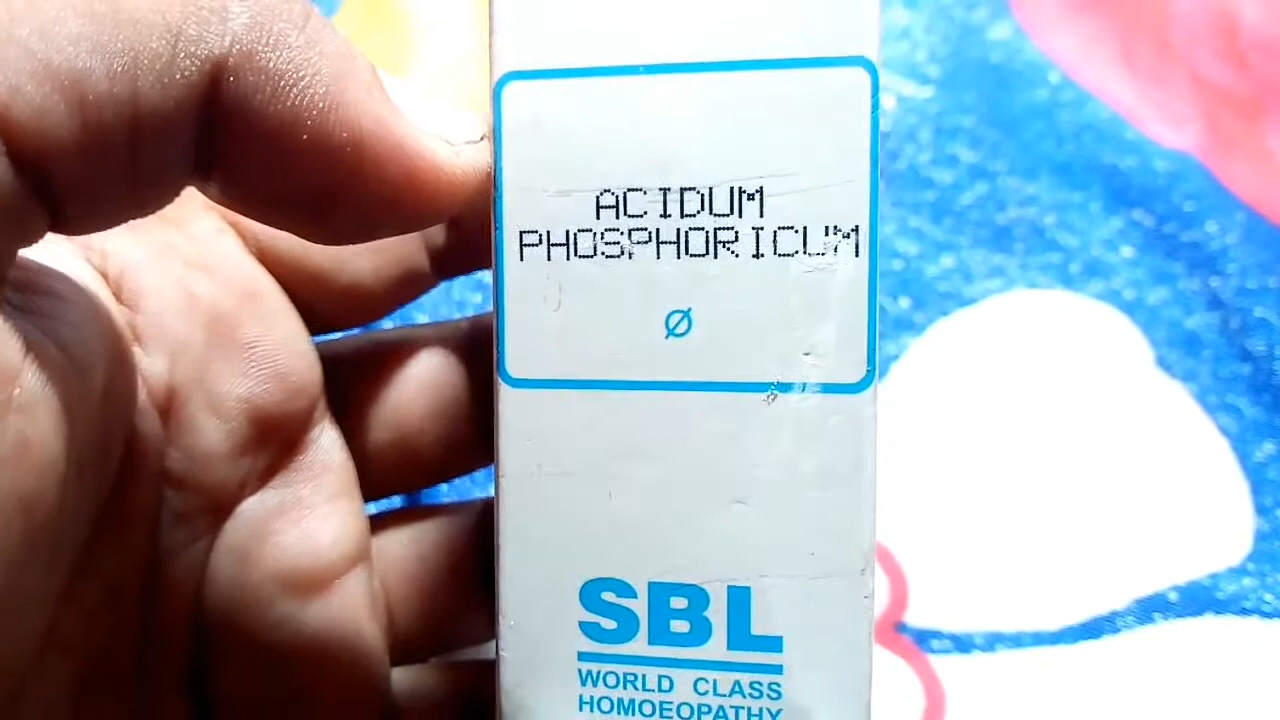 ACIDUM
PHOSPHORICUM
Ø
SBL
WORLD CLASS
HOMOEOPATHY